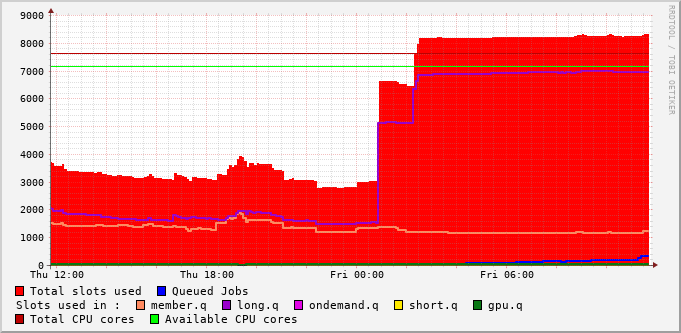 RRDTOOL / TOBI OETIKER
9000
8000
7000
6000
5000
4000
3000
2000
1000
0
Thu 12:00 Thu 18:00 Fri 00:00 Fri 06:00
Total slots used Queued Jobs
Slots used in : member.q long.q ondemand.q short.q gpu.q
Total CPU cores Available CPU cores